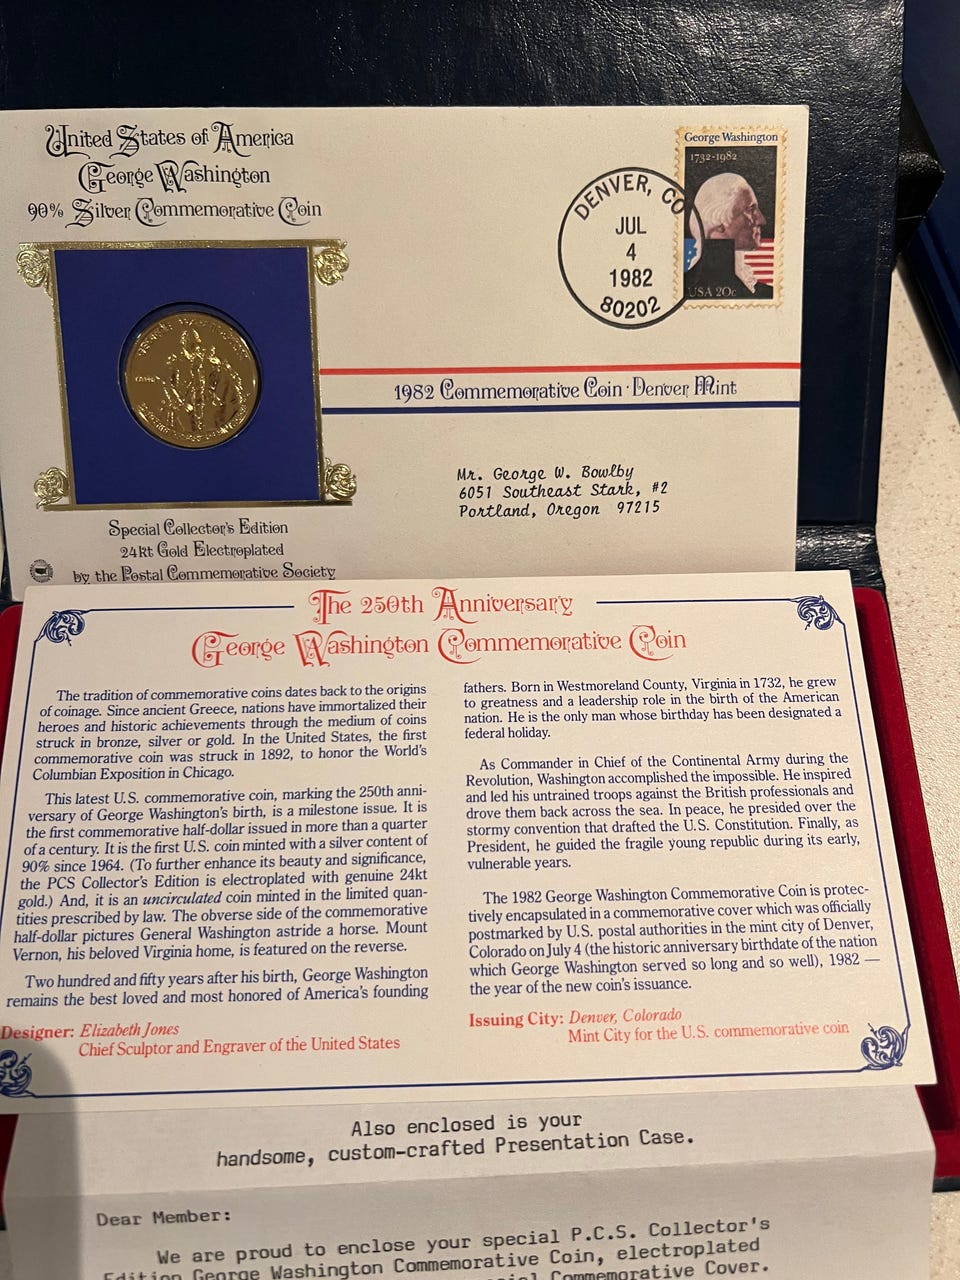 United States of America
George Washington
90% Silver Commemorative Coin
DENVER, CO
JUL
4
1982
80202
George Washington
1732-1982
USA 20c
1982 Commemorative Coin · Denver Mint
Mr. George W. Bowlby
6051 Southeast Stark, #2
Portland, Oregon 97215
Special Collector's Edition
24kt Gold Electroplated
by the Postal Commemorative Society
The 250th Anniversary
George Washington Commemorative Coin
The tradition of commemorative coins dates back to the origins
of coinage. Since ancient Greece, nations have immortalized their
heroes and historic achievements through the medium of coins
struck in bronze, silver or gold. In the United States, the first
commemorative coin was struck in 1892, to honor the World's
Columbian Exposition in Chicago.
This latest U.S. commemorative coin, marking the 250th anni-
versary of George Washington's birth, is a milestone issue. It is
the first commemorative half-dollar issued in more than a quarter
of a century. It is the first U.S. coin minted with a silver content of
90% since 1964. (To further enhance its beauty and significance,
the PCS Collector's Edition is electroplated with genuine 24kt
gold.) And, it is an uncirculated coin minted in the limited quan-
tities prescribed by law. The obverse side of the commemorative
half-dollar pictures General Washington astride a horse. Mount
Vernon, his beloved Virginia home, is featured on the reverse.
Two hundred and fifty years after his birth, George Washington
remains the best loved and most honored of America's founding
fathers. Born in Westmoreland County, Virginia in 1732, he grew
to greatness and a leadership role in the birth of the American
nation. He is the only man whose birthday has been designated a
federal holiday.
As Commander in Chief of the Continental Army during the
Revolution, Washington accomplished the impossible. He inspired
and led his untrained troops against the British professionals and
drove them back across the sea. In peace, he presided over the
stormy convention that drafted the U.S. Constitution. Finally, as
President, he guided the fragile young republic during its early,
vulnerable years.
The 1982 George Washington Commemorative Coin is protec-
tively encapsulated in a commemorative cover which was officially
postmarked by U.S. postal authorities in the mint city of Denver,
Colorado on July 4 (the historic anniversary birthdate of the nation
which George Washington served so long and so well), 1982 —
the year of the new coin's issuance.
Designer: Elizabeth Jones
Chief Sculptor and Engraver of the United States
Issuing City: Denver, Colorado
Mint City for the U.S. commemorative coin
Also enclosed is your
handsome, custom-crafted Presentation Case.
Dear Member:
We are proud to enclose your special P.C.S. Collector's
Edition George Washington Commemorative Coin, electroplated
Commemorative Cover.